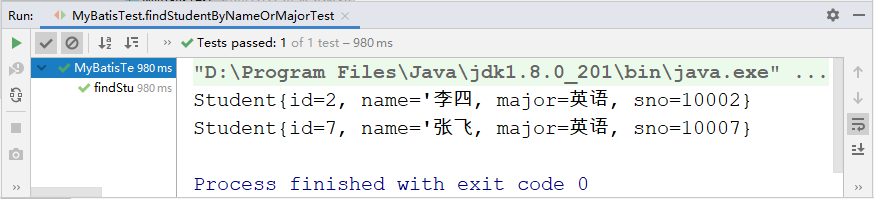 Run: MyBatisTest.findStudentByNameOrMajorTest
Tests passed: 1 of 1 test – 980 ms
MyBatisTe 980 ms
findStu 980 ms
"D:\Program Files\Java\jdk1.8.0_201\bin\java.exe" ...
Student{id=2, name='李四, major=英语, sno=10002}
Student{id=7, name='张飞, major=英语, sno=10007}
Process finished with exit code 0